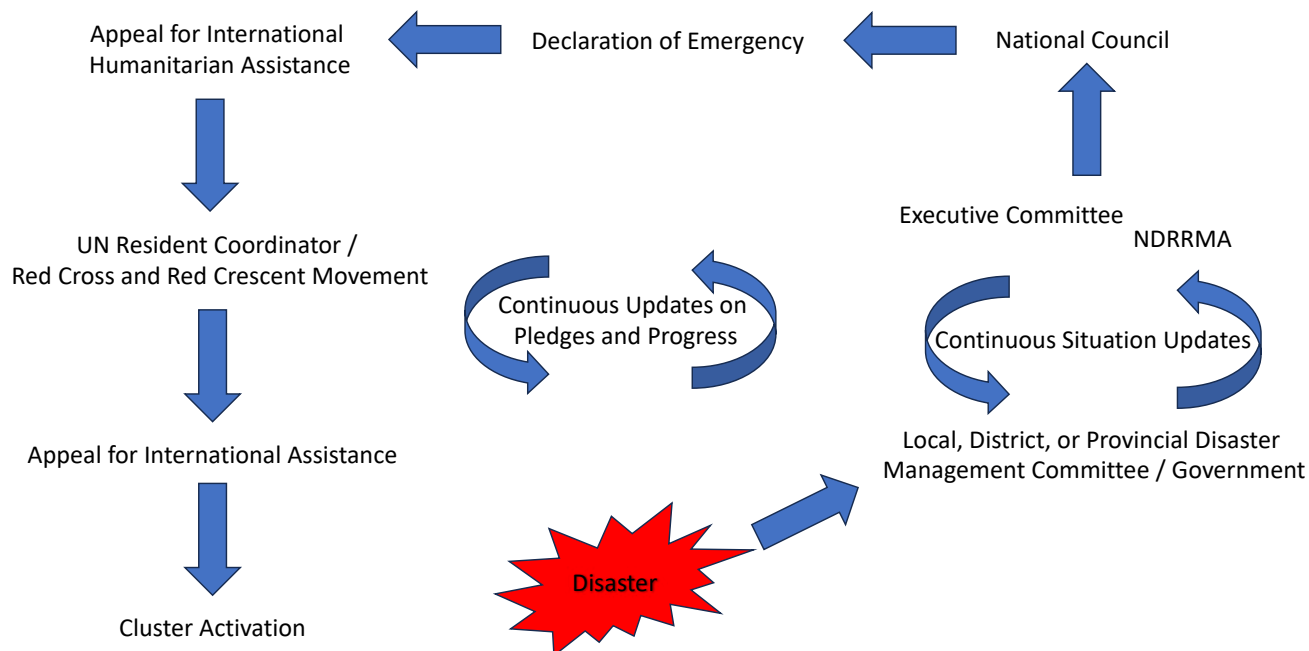 Appeal for International
Humanitarian Assistance
Declaration of Emergency
National Council
Executive Committee
NDRRMA
UN Resident Coordinator /
Red Cross and Red Crescent Movement
Continuous Updates on
Pledges and Progress
Continuous Situation Updates
Appeal for International Assistance
Local, District, or Provincial Disaster
Management Committee / Government
Disaster
Cluster Activation